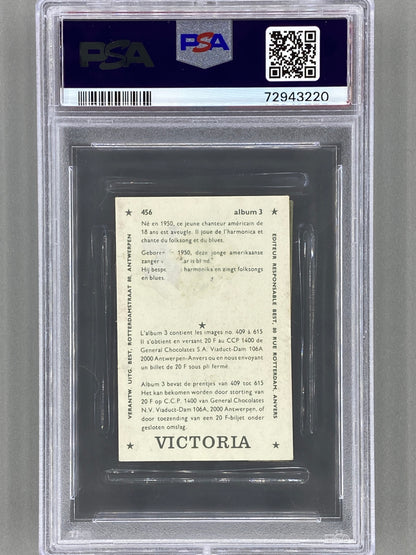 PSA
PSA
72943220
456 album 3
Né en 1950, ce jeune chanteur américain de
18 ans est aveugle. Il joue de l'harmonica et
chante du folksong et du blues.
Geboren in 1950, deze jonge amerikaanse
zanger
Hij bespe harmonika en zingt folksongs
en blues.
L'album 3 contient les images no. 409 à 615
Il s'obtient en versant 20 F au CCP 1400 de
General Chocolates S.A. Viaduct-Dam 106A,
2000 Antwerpen-Anvers ou en nous envoyant
un billet de 20 F sous pli fermé.
Album 3 bevat de prentjes van 409 tot 615
Het kan bekomen worden door storting van
20 F op C.C.P. 1400 van General Chocolates
N.V. Viaduct-Dam 106A, 2000 Antwerpen, of
door toezending van een 20 F-biljet onder
gesloten omslag.
VICTORIA
VERANTW. UITG. BEST. ROTTERDAMSTRAAT 80, ANTWERPEN
EDITEUR RESPONSABLE BEST. 80 RUE ROTTERDAM, ANVERS